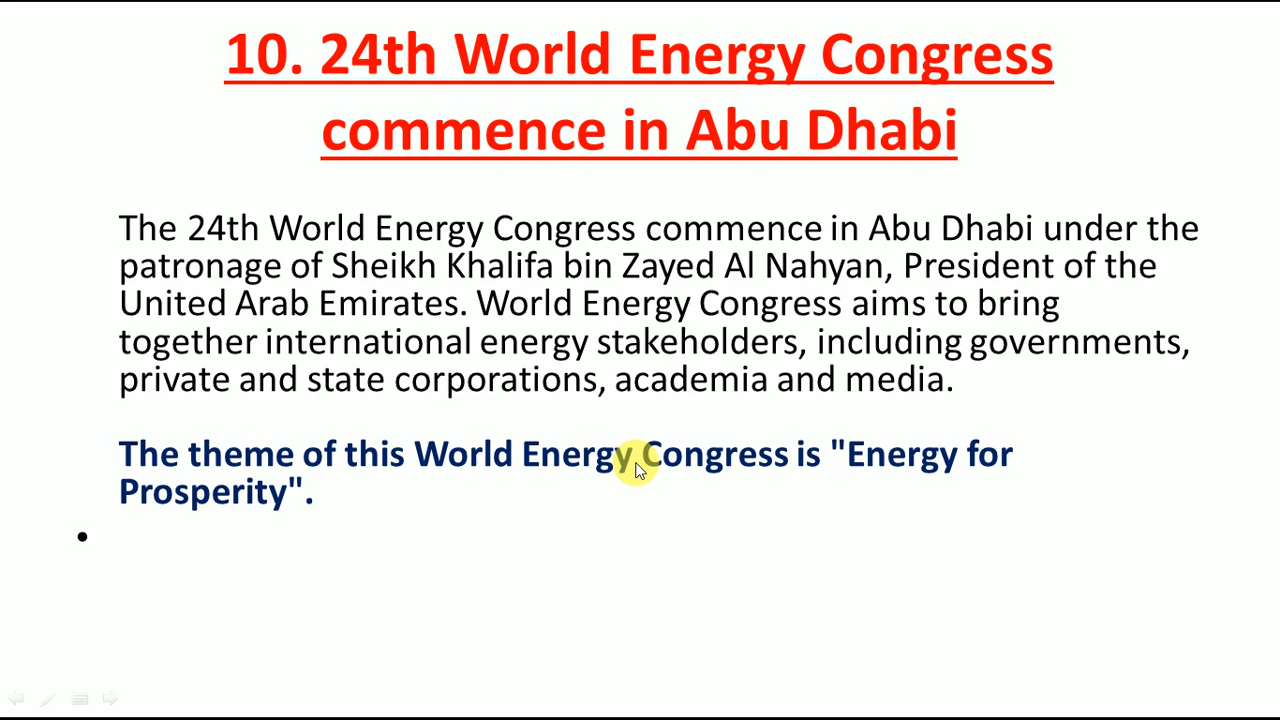 10. 24th World Energy Congress
commence in Abu Dhabi
The 24th World Energy Congress commence in Abu Dhabi under the
patronage of Sheikh Khalifa bin Zayed Al Nahyan, President of the
United Arab Emirates. World Energy Congress aims to bring
together international energy stakeholders, including governments,
private and state corporations, academia and media.
The theme of this World Energy Congress is "Energy for
Prosperity".